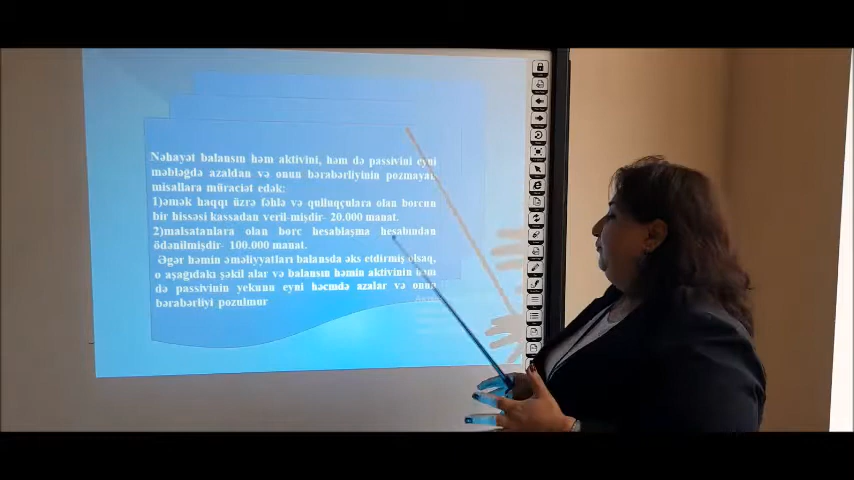 Nəhayət balansın həm aktivini, həm də passivini eyni
məbləğdə azaldan və onun bərabərliyinin pozmayan
misallara müraciət edək:
1)əmək haqqı üzrə fəhlə və qulluqçulara olan borcun
bir hissəsi kassadan veril-mişdir- 20.000 manat.
2)malsatanlara olan borc hesablaşma hesabından
ödənilmişdir- 100.000 manat.
Əgər həmin əməliyyatları balansda əks etdirmiş olsaq,
o aşağıdakı şəkil alar və balansın həmin aktivinin həm
də passivinin yekunu eyni həcmdə azalar və onun
bərabərliyi pozulmur